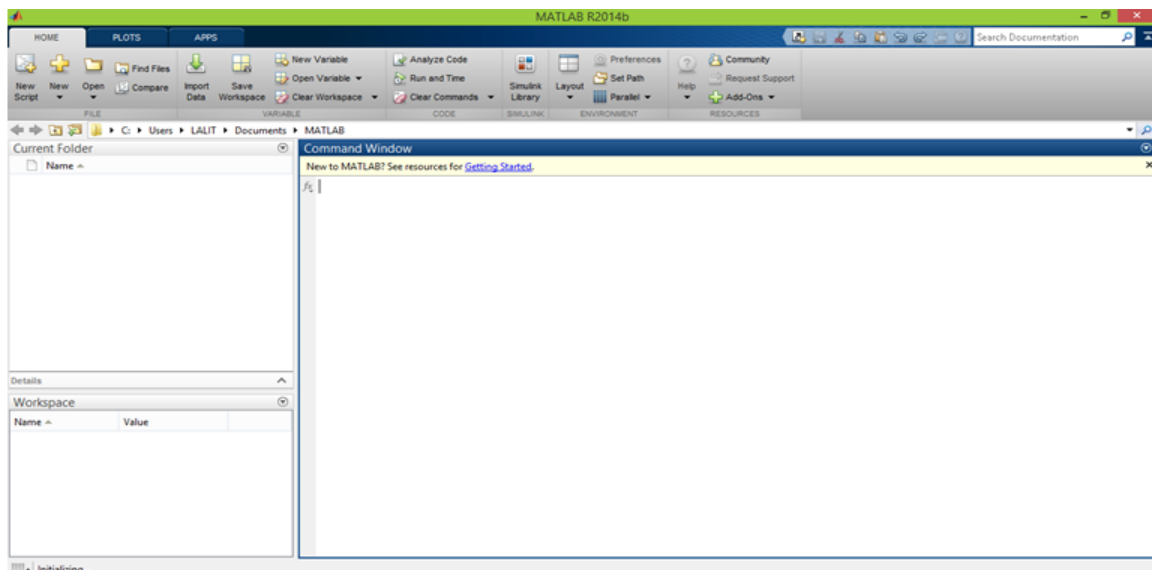 MATLAB R2014b
HOME PLOTS APPS
Search Documentation
New Script
New
Open
Find Files
Compare
Import Data
Save Workspace
New Variable
Open Variable
Clear Workspace
Analyze Code
Run and Time
Clear Commands
Simulink Library
Layout
Preferences
Set Path
Parallel
Help
Community
Request Support
Add-Ons
FILE VARIABLE CODE SIMULINK ENVIRONMENT RESOURCES
C: Users LALIT Documents MATLAB
Current Folder
Name
Command Window
New to MATLAB? See resources for Getting Started.
fx
Details
Workspace
Name Value
Initializing